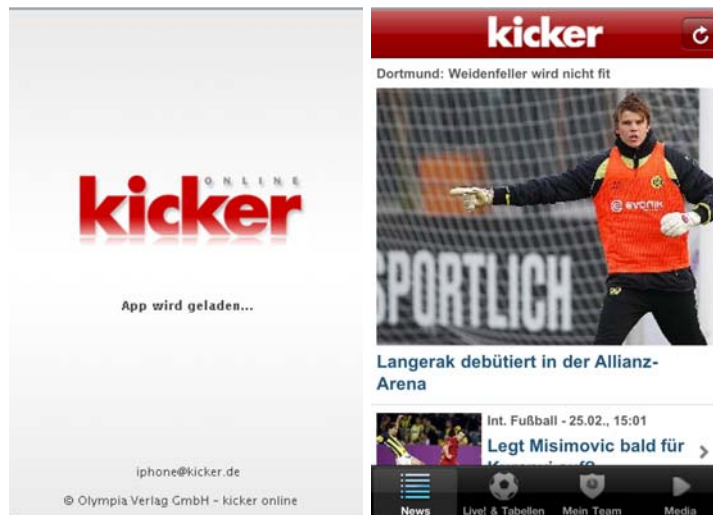 ONLINE
kicker
App wird geladen...
iphone@kicker.de
© Olympia Verlag GmbH - kicker online
kicker
Dortmund: Weidenfeller wird nicht fit
EVONIK
SPORTLICH
Langerak debütiert in der Allianz-
Arena
Int. Fußball - 25.02., 15:01
Legt Misimovic bald für
News Live! & Tabellen Mein Team Media